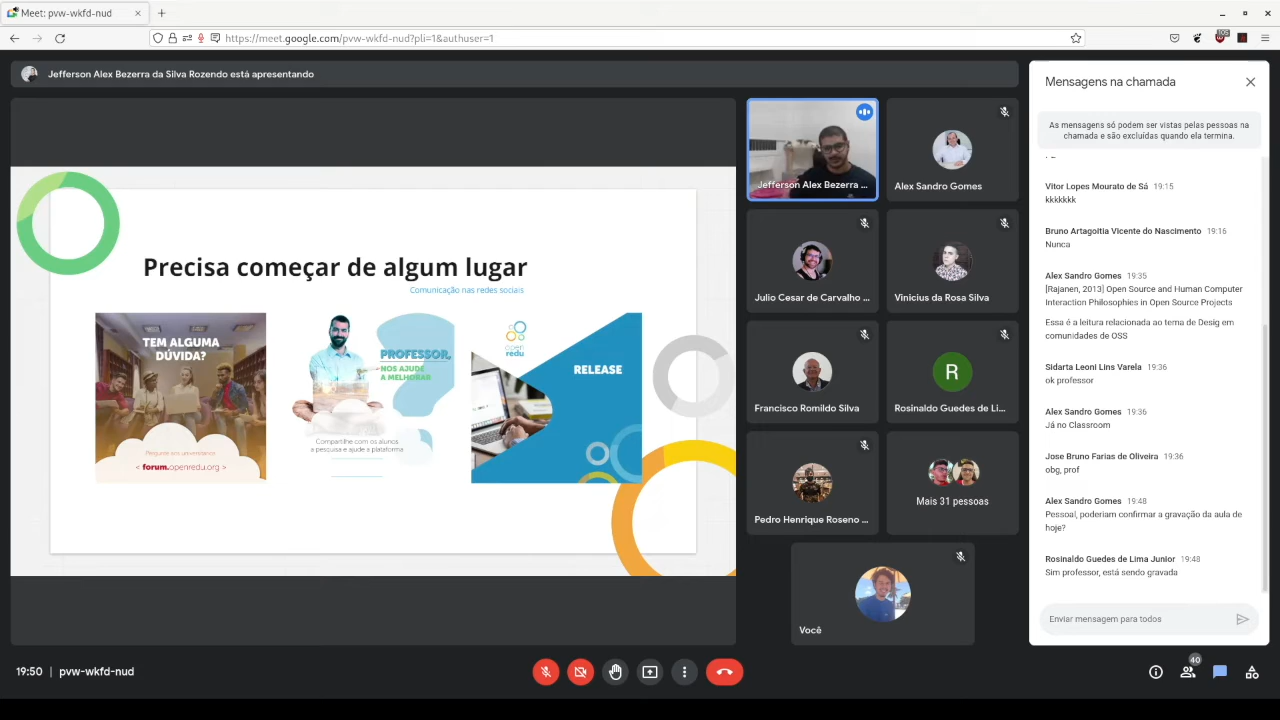 Meet: pvw-wkfd-nud
https://meet.google.com/pvw-wkfd-nud?pli=1&authuser=1
Jefferson Alex Bezerra da Silva Rozendo está apresentando
Precisa começar de algum lugar
Comunicação nas redes sociais
TEM ALGUMA
DÚVIDA?
< forum.openredu.org >
PROFESSOR,
NOS AJUDE
A MELHORAR
Compartilhe com os alunos
a pesquisa e ajude a plataforma
open
redu
RELEASE
Jefferson Alex Bezerra ...
Alex Sandro Gomes
Julio Cesar de Carvalho ...
Vinicius da Rosa Silva
Francisco Romildo Silva
R
Rosinaldo Guedes de Li...
Pedro Henrique Roseno ...
Mais 31 pessoas
Você
Mensagens na chamada
As mensagens só podem ser vistas pelas pessoas na
chamada e são excluídas quando ela termina.
Vitor Lopes Mourato de Sá 19:15
kkkkkkk
Bruno Artagoitia Vicente do Nascimento 19:16
Nunca
Alex Sandro Gomes 19:35
[Rajanen, 2013] Open Source and Human Computer
Interaction Philosophies in Open Source Projects
Essa é a leitura relacionada ao tema de Desig em
comunidades de OSS
Sidarta Leoni Lins Varela 19:36
ok professor
Alex Sandro Gomes 19:36
Já no Classroom
Jose Bruno Farias de Oliveira 19:36
obg, prof
Alex Sandro Gomes 19:48
Pessoal, poderiam confirmar a gravação da aula de
hoje?
Rosinaldo Guedes de Lima Junior 19:48
Sim professor, está sendo gravada
Enviar mensagem para todos
19:50 | pvw-wkfd-nud
40